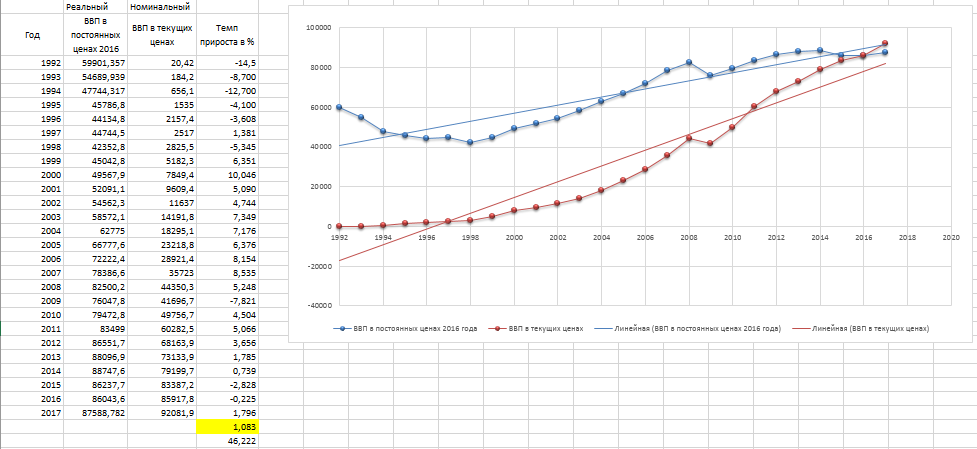 Реальный Номинальный
Год ВВП в постоянных ценах 2016 ВВП в текущих ценах Темп прироста в %
1992 59901,357 20,42 -14,5
1993 54689,939 184,2 -8,700
1994 47744,317 656,1 -12,700
1995 45786,8 1535 -4,100
1996 44134,8 2157,4 -3,608
1997 44744,5 2517 1,381
1998 42352,8 2825,5 -5,345
1999 45042,8 5182,3 6,351
2000 49567,9 7849,4 10,046
2001 52091,1 9609,4 5,090
2002 54562,3 11637 4,744
2003 58572,1 14191,8 7,349
2004 62775 18295,1 7,176
2005 66777,6 23218,8 6,376
2006 72222,4 28921,4 8,154
2007 78386,6 35723 8,535
2008 82500,2 44350,3 5,248
2009 76047,8 41696,7 -7,821
2010 79472,8 49756,7 4,504
2011 83499 60282,5 5,066
2012 86551,7 68163,9 3,656
2013 88096,9 73133,9 1,785
2014 88747,6 79199,7 0,739
2015 86237,7 83387,2 -2,828
2016 86043,6 85917,8 -0,225
2017 87588,782 92081,9 1,796
1,083
46,222
100000
80000
60000
40000
20000
0
-20000
-40000
1992 1994 1996 1998 2000 2002 2004 2006 2008 2010 2012 2014 2016 2018 2020
ВВП в постоянных ценах 2016 года ВВП в текущих ценах Линейная (ВВП в постоянных ценах 2016 года) Линейная (ВВП в текущих ценах)